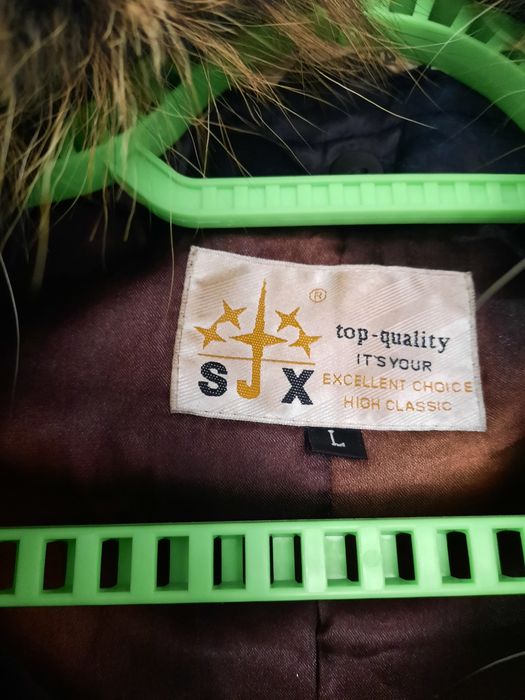 ®
top-quality
IT'S YOUR
EXCELLENT CHOICE
HIGH CLASSIC
SJX
L